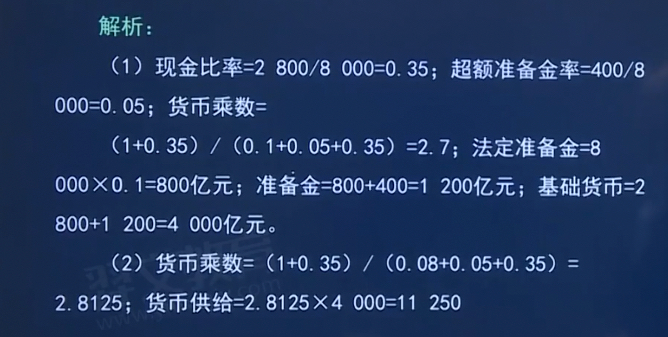 解析：
（1）现金比率=2 800/8 000=0.35；超额准备金率=400/8
000=0.05；货币乘数=
（1+0.35）/（0.1+0.05+0.35）=2.7；法定准备金=8
000×0.1=800亿元；准备金=800+400=1 200亿元；基础货币=2
800+1 200=4 000亿元。
（2）货币乘数=（1+0.35）/（0.08+0.05+0.35）=
2.8125；货币供给=2.8125×4 000=11 250